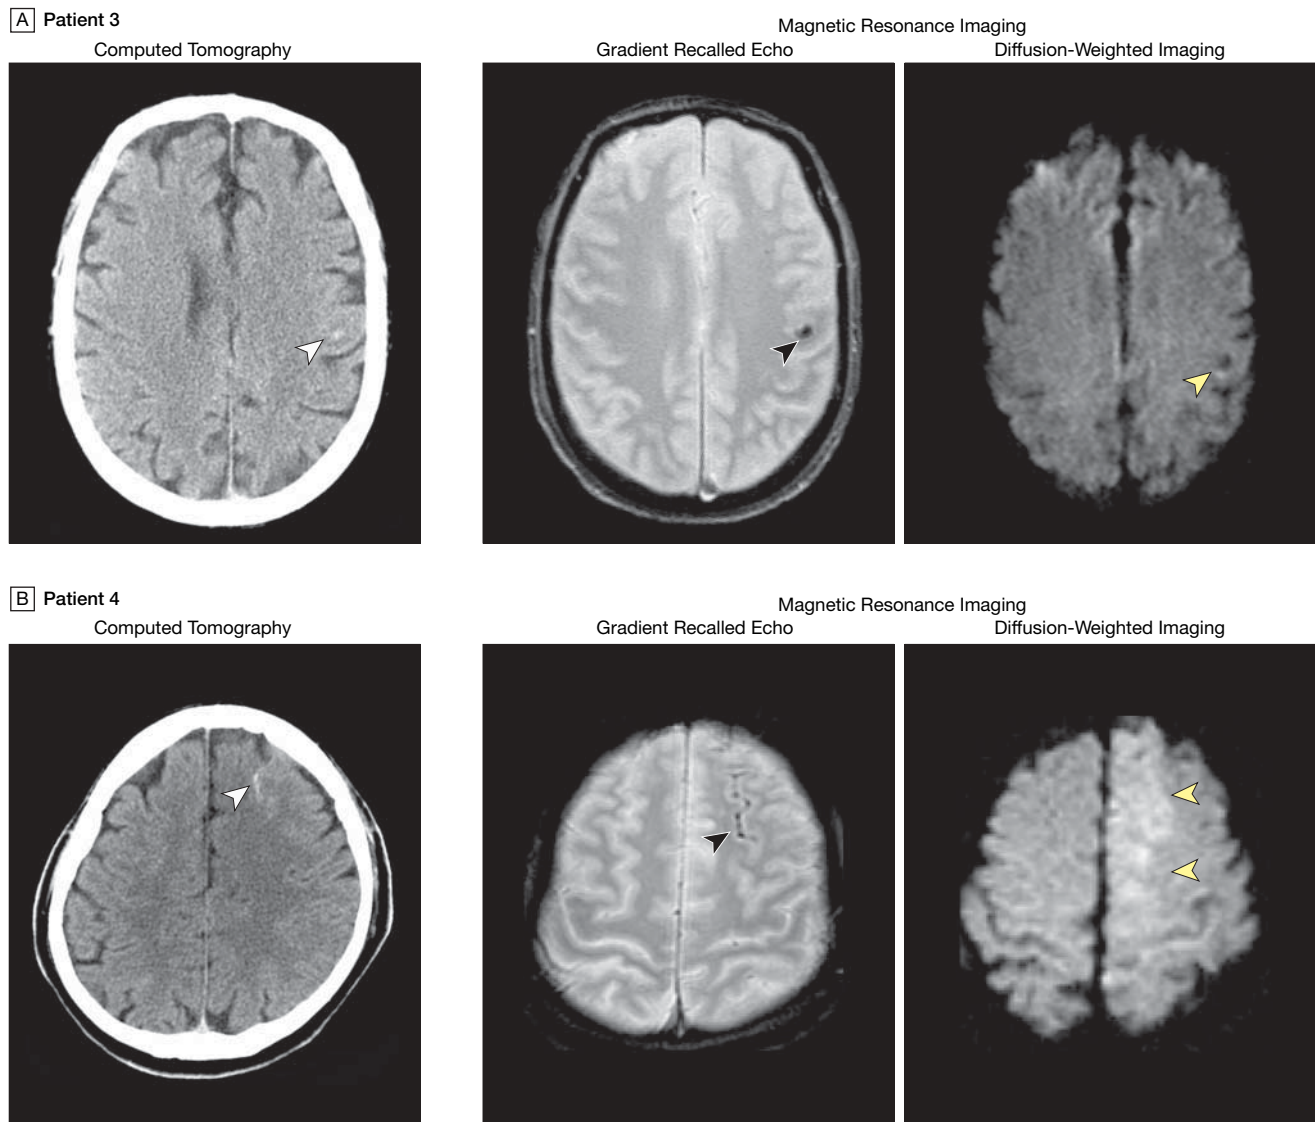 A Patient 3
Magnetic Resonance Imaging
Computed Tomography
Gradient Recalled Echo
Diffusion-Weighted Imaging
B Patient 4
Magnetic Resonance Imaging
Computed Tomography
Gradient Recalled Echo
Diffusion-Weighted Imaging